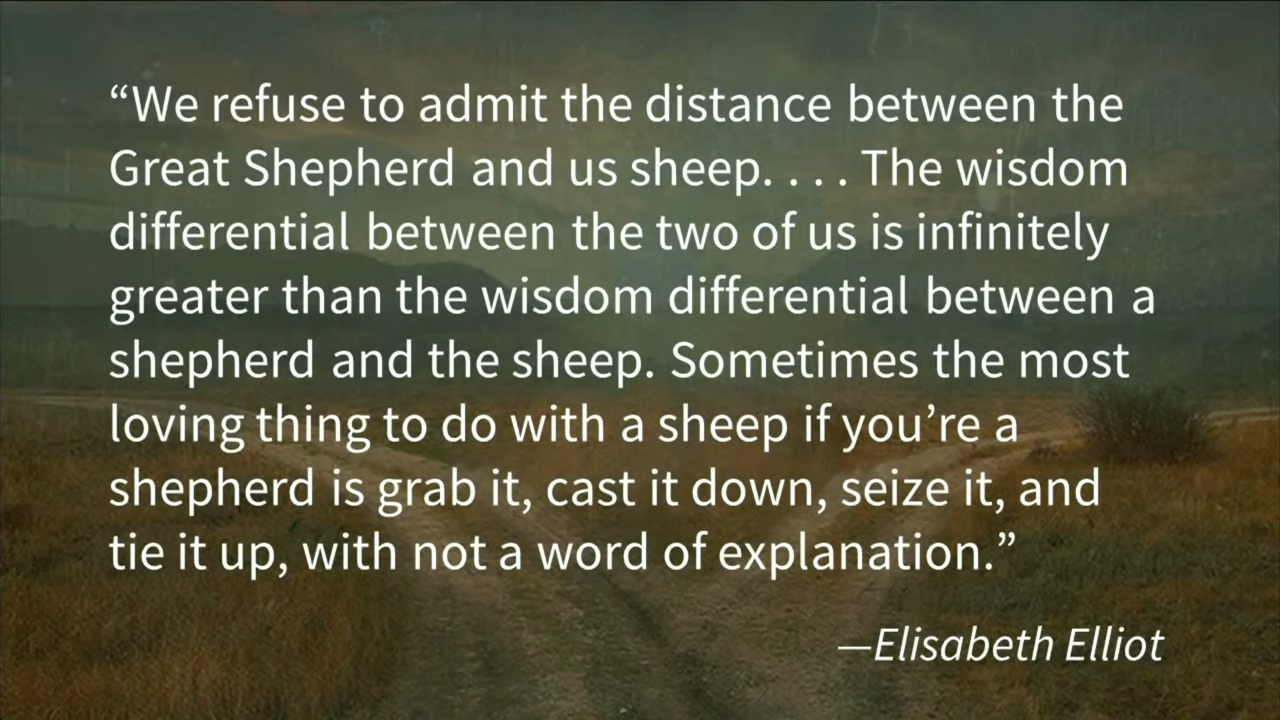 “We refuse to admit the distance between the
Great Shepherd and us sheep. . . . The wisdom
differential between the two of us is infinitely
greater than the wisdom differential between a
shepherd and the sheep. Sometimes the most
loving thing to do with a sheep if you’re a
shepherd is grab it, cast it down, seize it, and
tie it up, with not a word of explanation.”
—Elisabeth Elliot